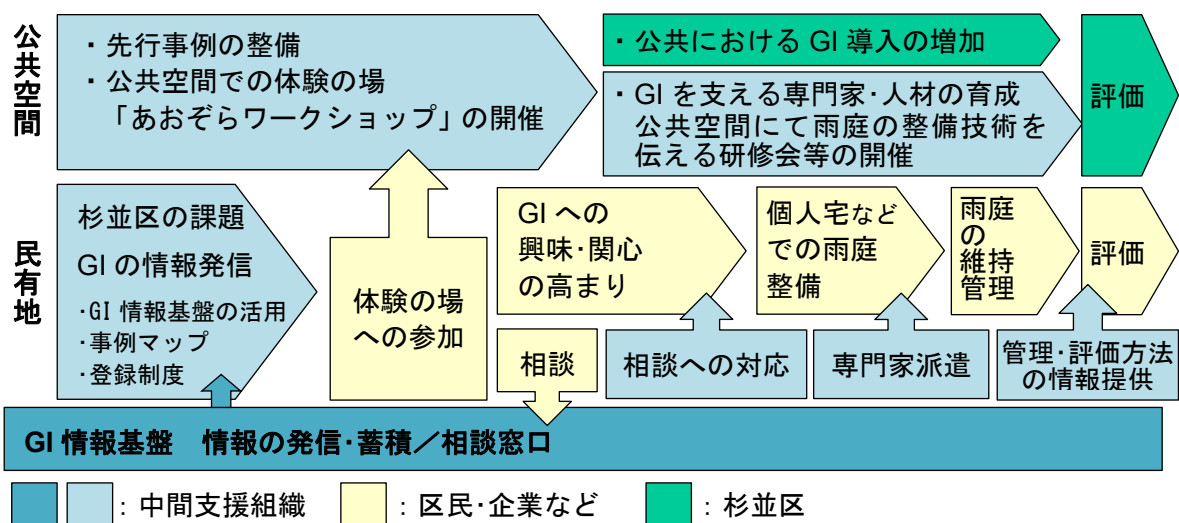 公共空間
・先行事例の整備
・公共空間での体験の場
「あおぞらワークショップ」の開催
・公共における GI 導入の増加
・GI を支える専門家・人材の育成
公共空間にて雨庭の整備技術を
伝える研修会等の開催
評価
民有地
杉並区の課題
GI の情報発信
・GI 情報基盤の活用
・事例マップ
・登録制度
体験の場
への参加
GI への
興味・関心
の高まり
個人宅など
での雨庭
整備
雨庭
の
維持
管理
評価
相談
相談への対応
専門家派遣
管理・評価方法
の情報提供
GI 情報基盤　情報の発信・蓄積／相談窓口
：中間支援組織
：区民・企業など
：杉並区